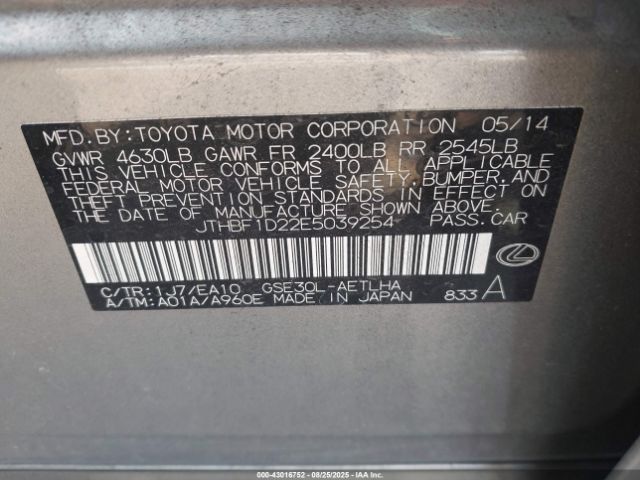 MFD. BY: TOYOTA MOTOR CORPORATION 05/14
GVWR 4630LB GAWR FR 2400LB RR 2545LB
THIS VEHICLE CONFORMS TO ALL APPLICABLE
FEDERAL MOTOR VEHICLE SAFETY, BUMPER, AND
THEFT PREVENTION STANDARDS IN EFFECT ON
THE DATE OF MANUFACTURE SHOWN ABOVE.
JTHBF1D22E5039254 PASS. CAR
C/TR: 1J7/EA10 GSE30L-AETLHA
A/TM: A01A/A960E MADE IN JAPAN 833 A
000-43016752 - 08/25/2025 - IAAI.COM